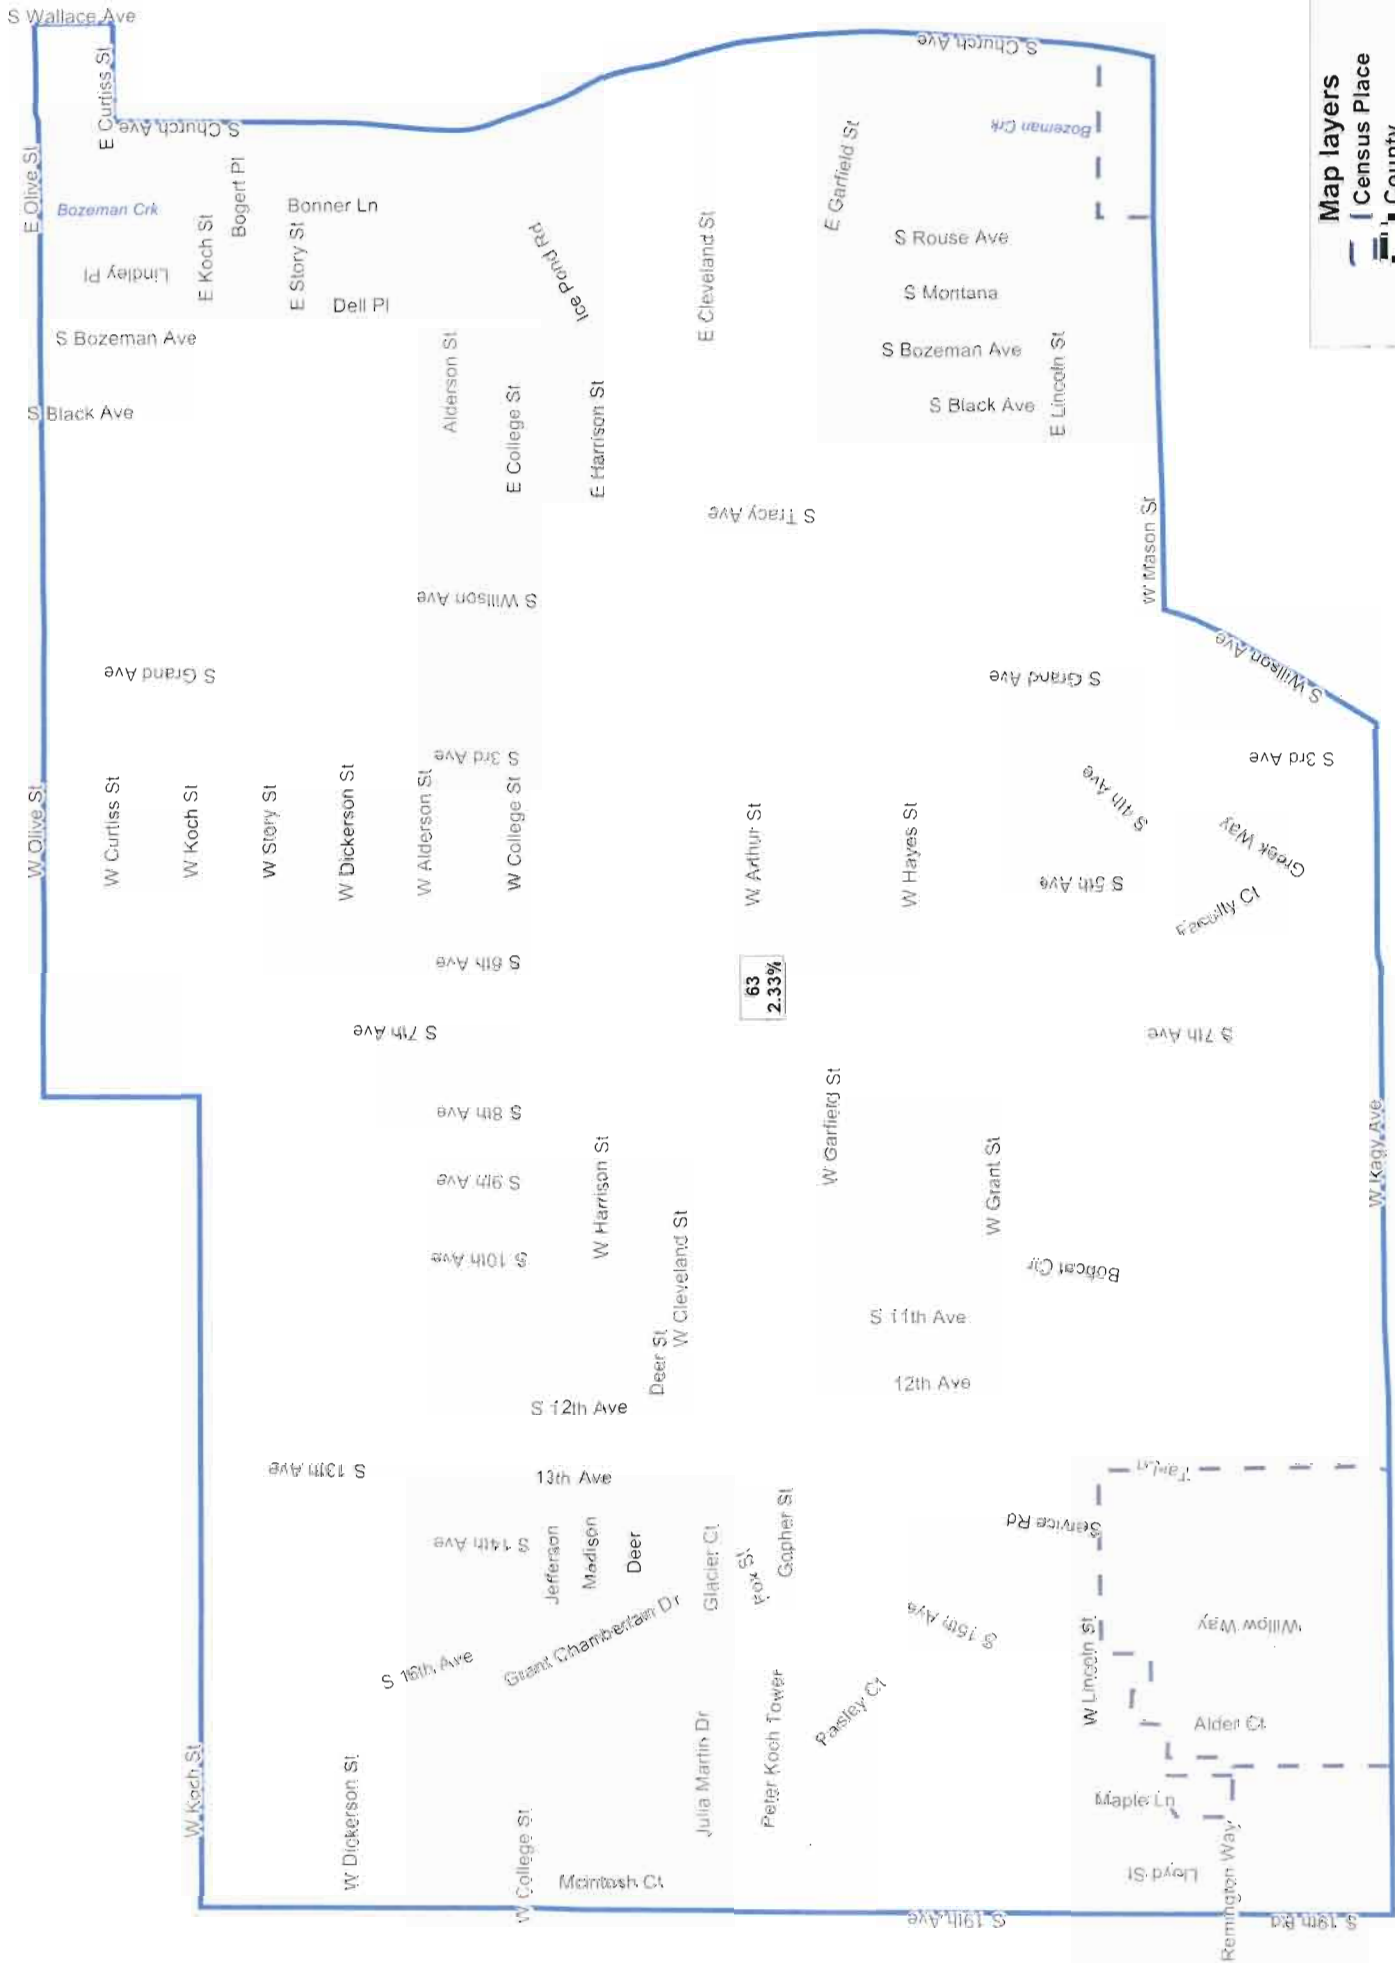 S Wallace Ave
E Olive St
E Curtiss St
S Church Ave
S Church Ave
Bozeman Crk
Lindley Pl
E Koch St
Bogert Pl
E Story St
Bonner Ln
Dell Pl
Ice Pond Rd
E Cleveland St
E Garfield St
Bozeman Crk
S Rouse Ave
S Montana
S Bozeman Ave
S Black Ave
E Lincoln St
S Bozeman Ave
S Black Ave
Alderson St
E College St
E Harrison St
S Tracy Ave
W Mason St
S Willson Ave
S Willson Ave
S Grand Ave
S Grand Ave
S 3rd Ave
S 3rd Ave
W Olive St
W Curtiss St
W Koch St
W Story St
W Dickerson St
W Alderson St
W College St
W Arthur St
W Hayes St
S 4th Ave
S 5th Ave
Greek Way
Faculty Ct
S 6th Ave
63
2.33%
S 7th Ave
S 7th Ave
S 8th Ave
S 9th Ave
S 10th Ave
W Harrison St
W Cleveland St
Deer St
W Garfield St
W Grant St
Bobcat Cir
W Kagy Ave
S 11th Ave
12th Ave
S 12th Ave
S 13th Ave
13th Ave
S 14th Ave
Jefferson
Madison
Deer
Glacier Ct
Fox St
Gopher St
Service Rd
S 15th Ave
S 16th Ave
Grant Chamberlain Dr
Willow Way
W Lincoln St
Paisley Ct
Peter Koch Tower
Julia Martin Dr
Alder Ct
Maple Ln
Lloyd St
Remington Way
W Koch St
W Dickerson St
W College St
Mcintosh Ct
S 19th Ave
S 19th Rd
Map layers
Census Place
County